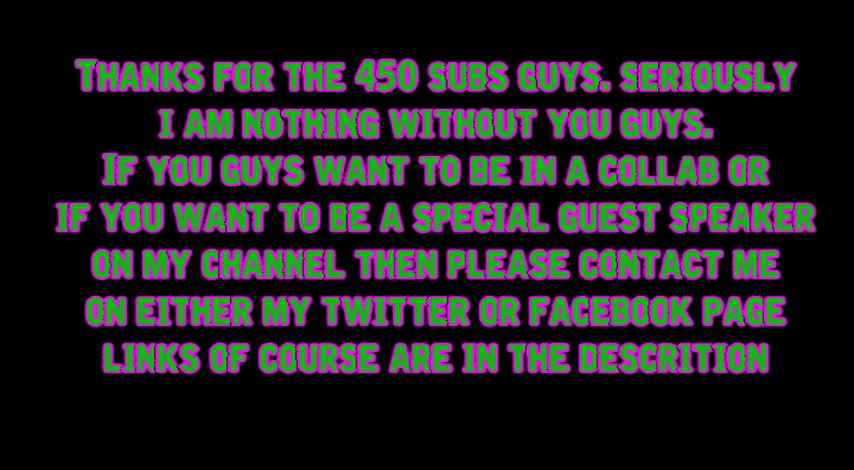 Thanks for the 450 subs guys. seriously
i am nothing without you guys.
If you guys want to be in a collab or
if you want to be a special guest speaker
on my channel then please contact me
on either my twitter or facebook page
links of course are in the descrition